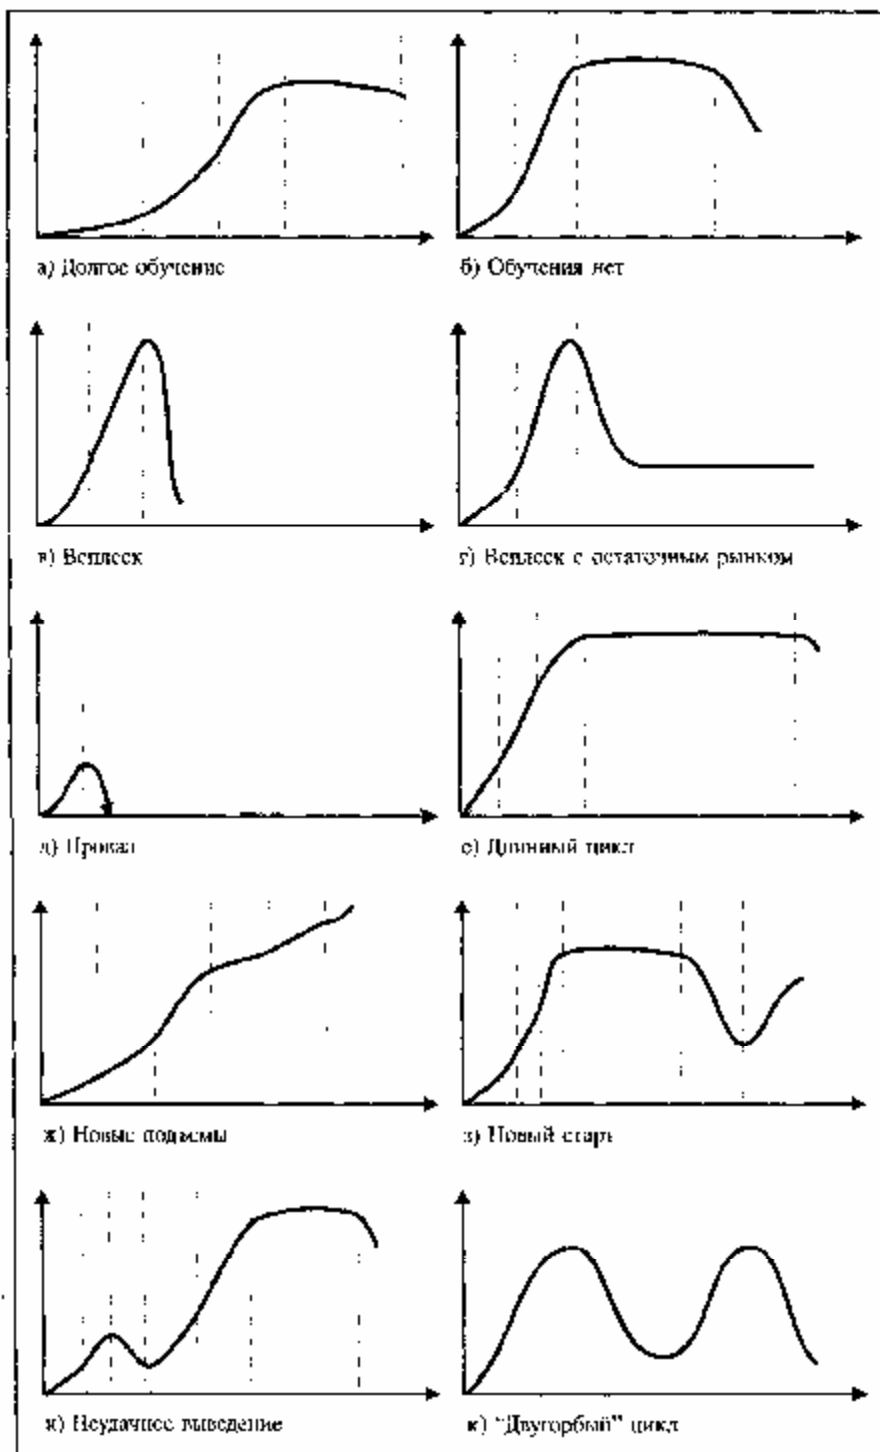 а) Долгое обучение
б) Обучения нет
в) Всплеск
г) Всплеск с остаточным рынком
д) Провал
е) Длинный цикл
ж) Новые подъемы
з) Новый старт
и) Неудачное выведение
к) "Двугорбый" цикл